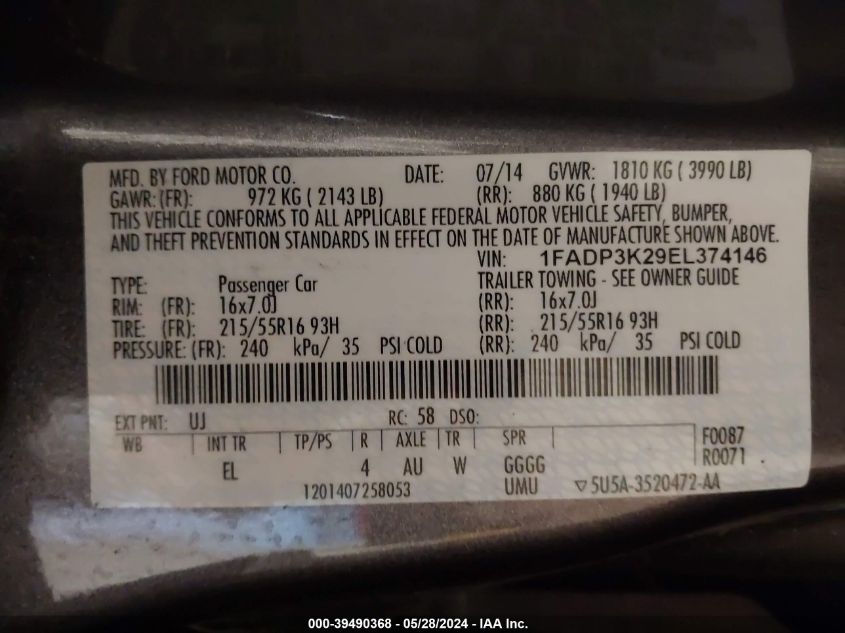 MFD. BY FORD MOTOR CO. DATE: 07/14 GVWR: 1810 KG ( 3990 LB)
GAWR: (FR): 972 KG ( 2143 LB) (RR): 880 KG ( 1940 LB)
THIS VEHICLE CONFORMS TO ALL APPLICABLE FEDERAL MOTOR VEHICLE SAFETY, BUMPER,
AND THEFT PREVENTION STANDARDS IN EFFECT ON THE DATE OF MANUFACTURE SHOWN ABOVE.
VIN: 1FADP3K29EL374146
TYPE: Passenger Car TRAILER TOWING - SEE OWNER GUIDE
RIM: (FR): 16x7.0J (RR): 16x7.0J
TIRE: (FR): 215/55R16 93H (RR): 215/55R16 93H
PRESSURE: (FR): 240 kPa/ 35 PSI COLD (RR): 240 kPa/ 35 PSI COLD
EXT PNT: UJ RC: 58 DSO:
WB INT TR TP/PS R AXLE TR SPR F0087
EL 4 AU W GGGG R0071
1201407258053 UMU ▽5U5A-3520472-AA
000-39490368 - 05/28/2024 - IAA Inc.